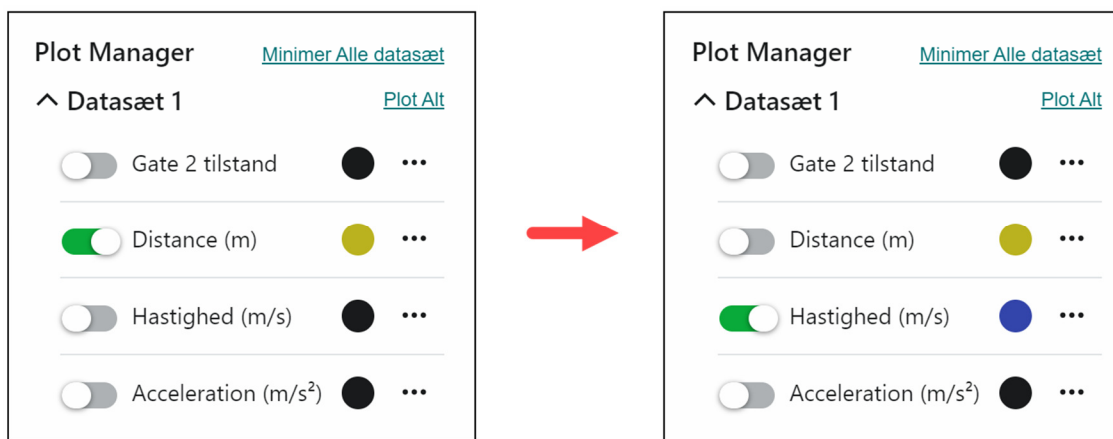 Plot Manager Minimer Alle datasæt
Datasæt 1 Plot Alt
Gate 2 tilstand
Distance (m)
Hastighed (m/s)
Acceleration (m/s²)
Plot Manager Minimer Alle datasæt
Datasæt 1 Plot Alt
Gate 2 tilstand
Distance (m)
Hastighed (m/s)
Acceleration (m/s²)